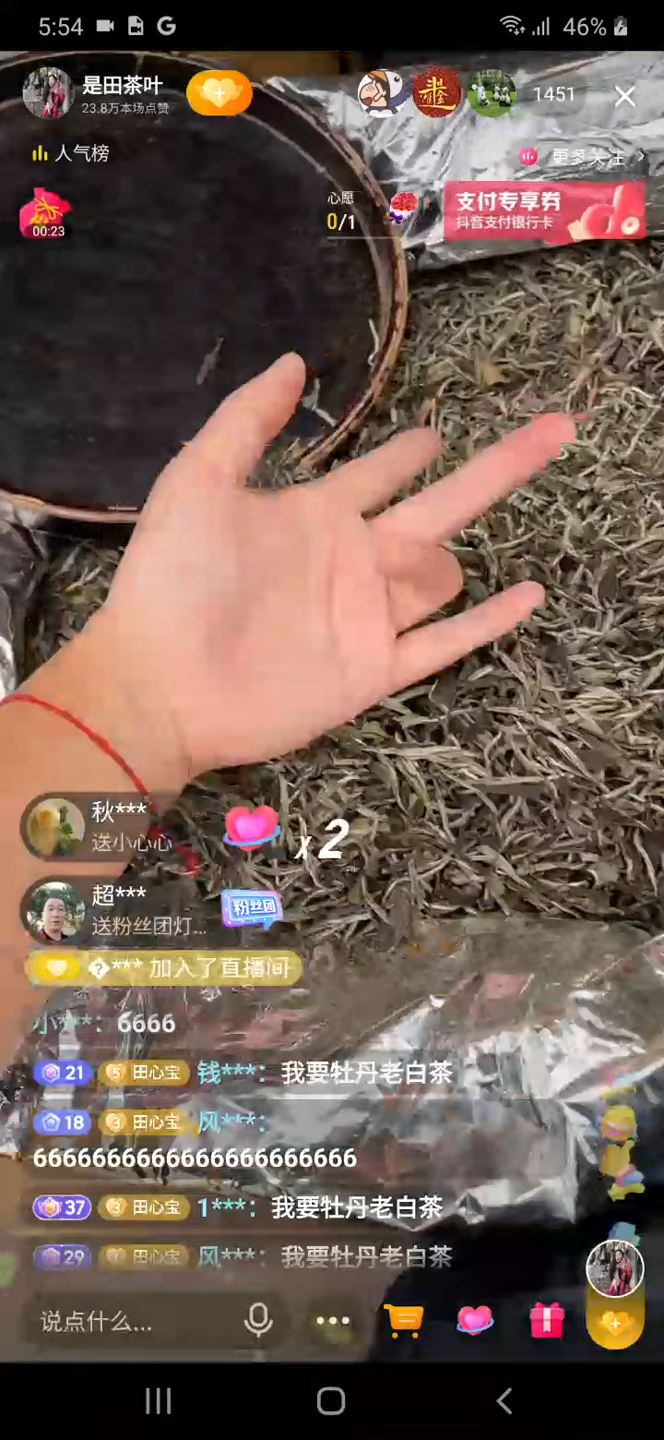 5:54
46%
是田茶叶
23.8万本场点赞
1451
人气榜
更多关注
00:23
心愿
0/1
支付专享券
抖音支付银行卡
秋***
送小心心
x 2
超***
送粉丝团灯...
粉丝团
*** 加入了直播间
小***：6666
21 5 田心宝 钱***：我要牡丹老白茶
18 3 田心宝 风***：
6666666666666666666666
37 3 田心宝 1***：我要牡丹老白茶
29 田心宝 风***：我要牡丹老白茶
说点什么...